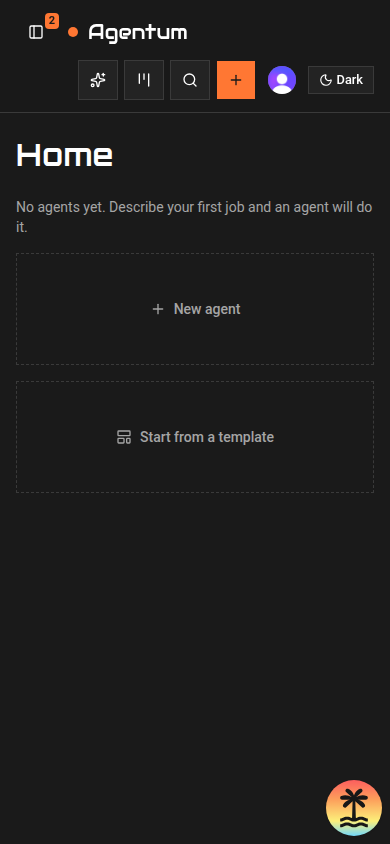 2
Agentum
Dark
Home
No agents yet. Describe your first job and an agent will do
it.
New agent
Start from a template